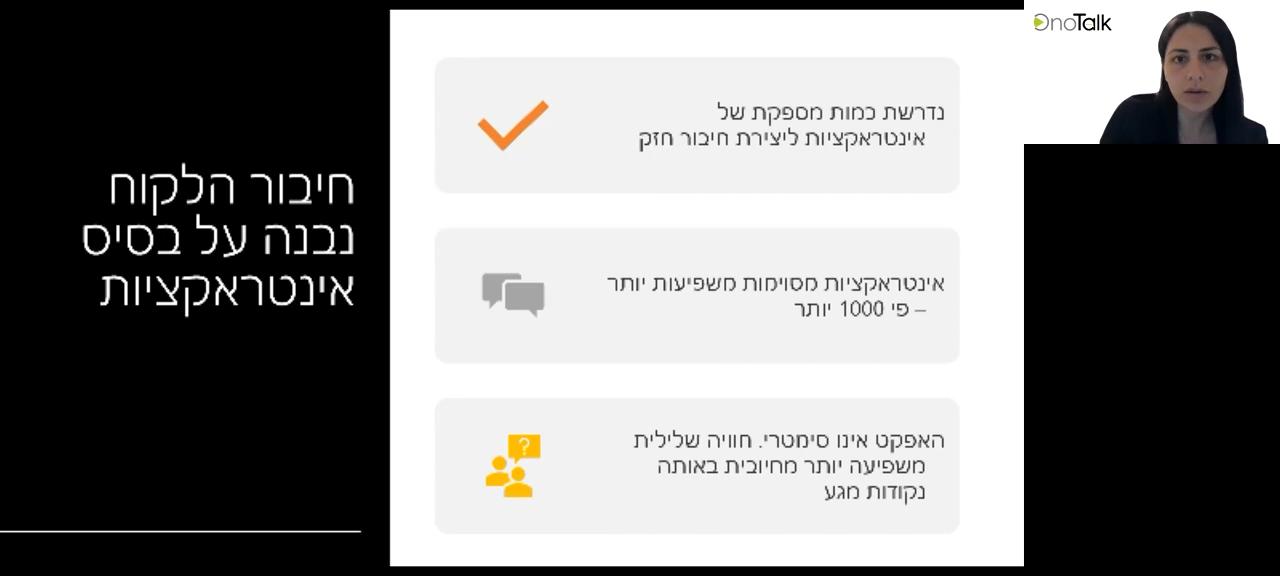 חיבור הלקוח
נבנה על בסיס
אינטראקציות
נדרשת כמות מספקת של
אינטראקציות ליצירת חיבור חזק
אינטראקציות מסוימות משפיעות יותר
– פי 1000 יותר
?
האפקט אינו סימטרי. חוויה שלילית
משפיעה יותר מחיובית באותה
נקודות מגע
OnoTalk